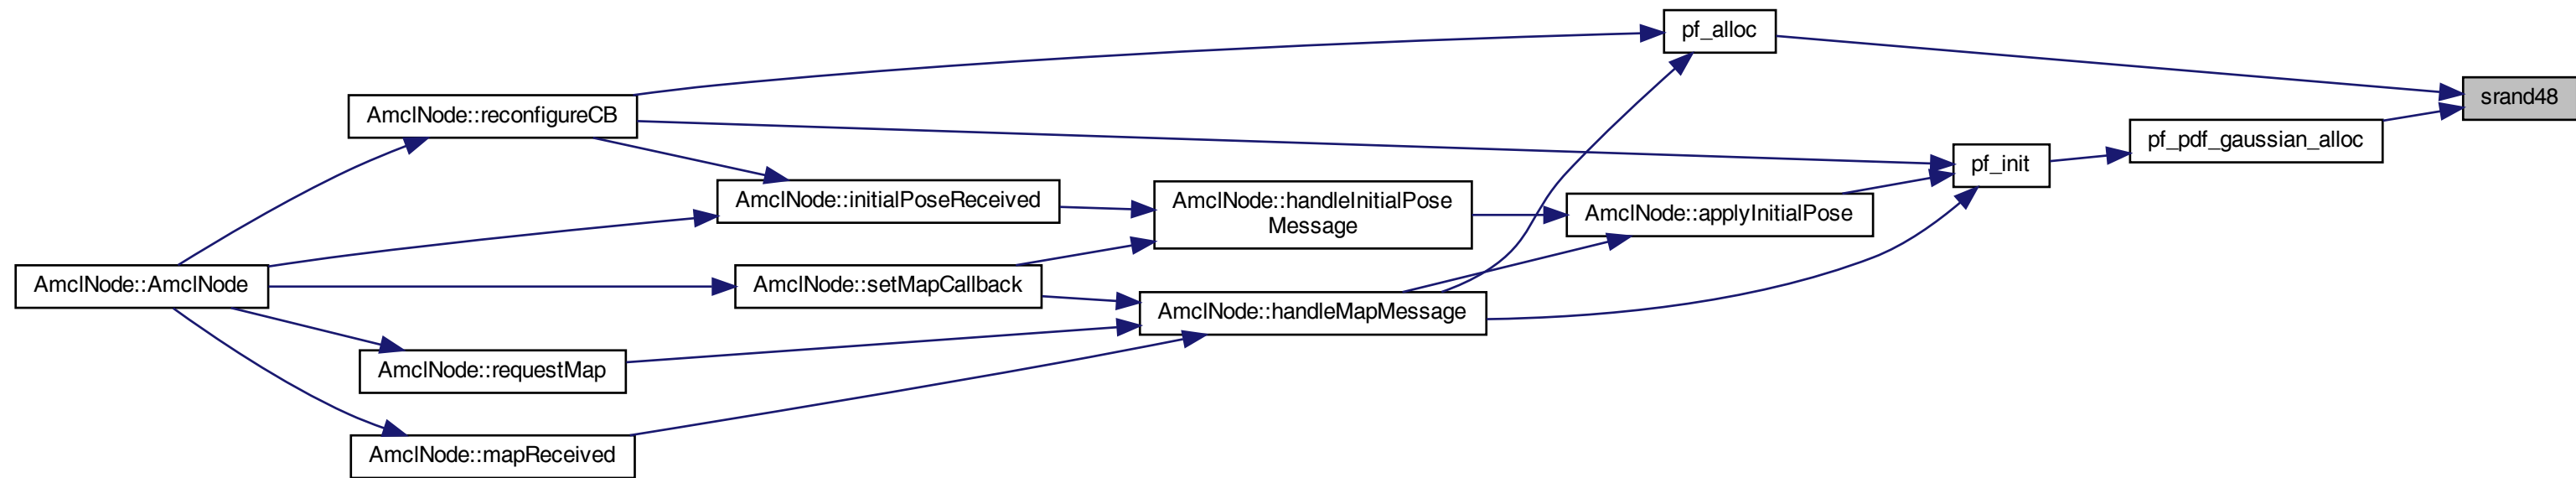 pf_alloc
srand48
AmclNode::reconfigureCB
pf_pdf_gaussian_alloc
pf_init
AmclNode::initialPoseReceived
AmclNode::handleInitialPose
Message
AmclNode::applyInitialPose
AmclNode::AmclNode
AmclNode::setMapCallback
AmclNode::handleMapMessage
AmclNode::requestMap
AmclNode::mapReceived